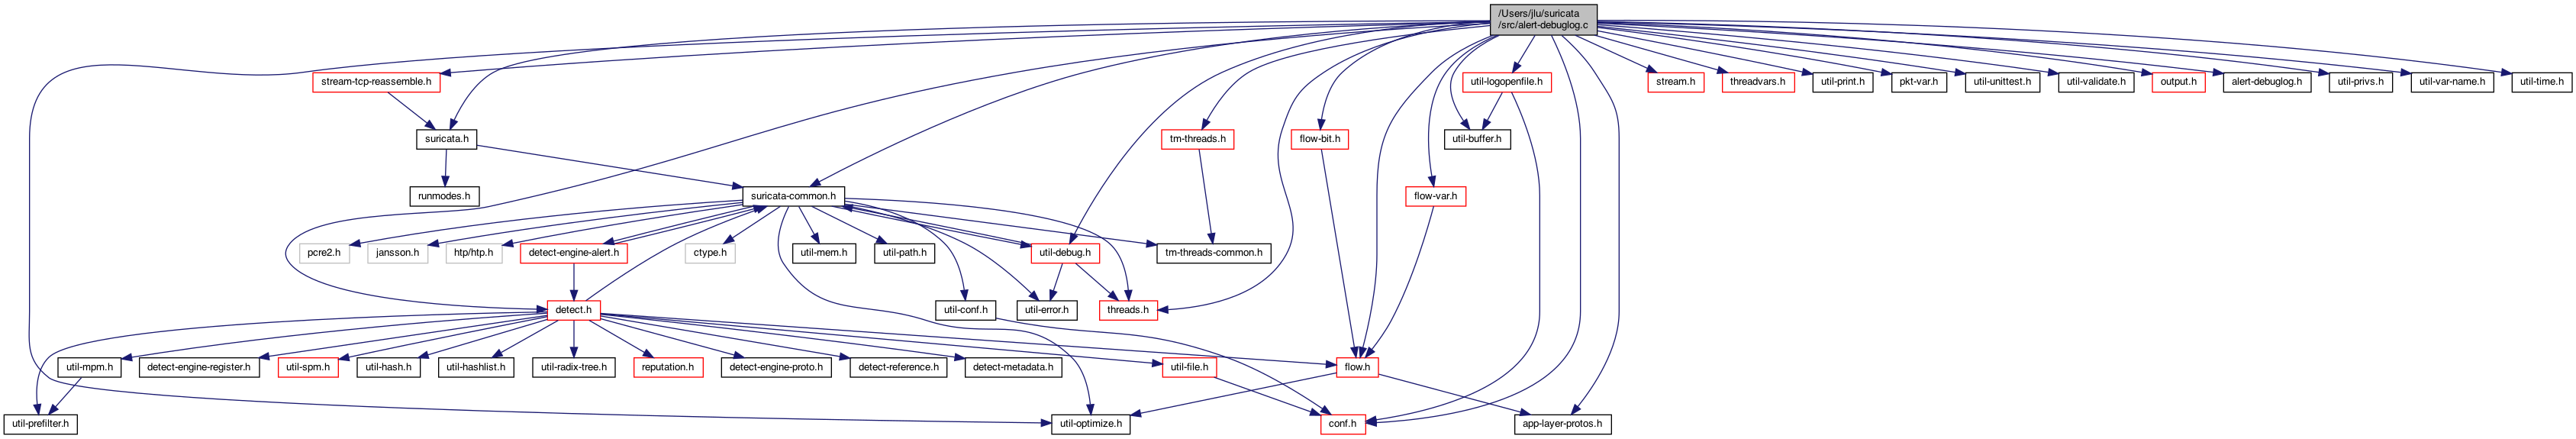 /Users/jlu/suricata
/src/alert-debuglog.c
stream-tcp-reassemble.h
util-logopenfile.h
stream.h
threadvars.h
util-print.h
pkt-var.h
util-unittest.h
util-validate.h
output.h
alert-debuglog.h
util-privs.h
util-var-name.h
util-time.h
suricata.h
tm-threads.h
flow-bit.h
util-buffer.h
runmodes.h
suricata-common.h
flow-var.h
pcre2.h
jansson.h
htp/htp.h
detect-engine-alert.h
ctype.h
util-mem.h
util-path.h
util-debug.h
tm-threads-common.h
detect.h
util-conf.h
util-error.h
threads.h
util-mpm.h
detect-engine-register.h
util-spm.h
util-hash.h
util-hashlist.h
util-radix-tree.h
reputation.h
detect-engine-proto.h
detect-reference.h
detect-metadata.h
util-file.h
flow.h
util-prefilter.h
util-optimize.h
conf.h
app-layer-protos.h